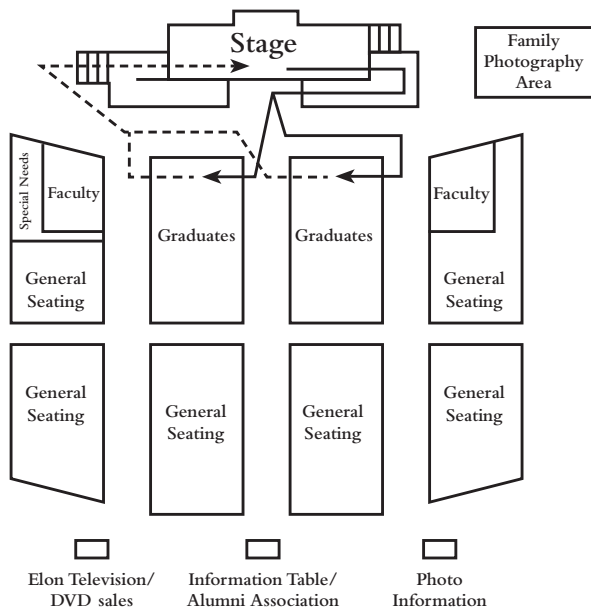 Stage
Family
Photography
Area
Special Needs
Faculty
Graduates
Graduates
Faculty
General
Seating
General
Seating
General
Seating
General
Seating
General
Seating
General
Seating
Elon Television/
DVD sales
Information Table/
Alumni Association
Photo
Information